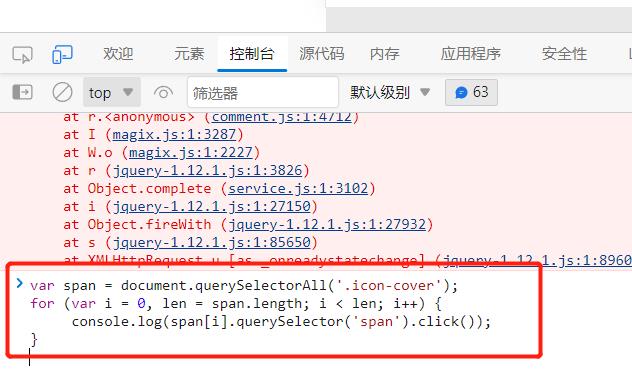 欢迎 元素 控制台 源代码 内存 应用程序 安全性
top 筛选器 默认级别 63
at r.<anonymous> (comment.js:1:4712)
at I (magix.js:1:3287)
at W.o (magix.js:1:2227)
at r (jquery-1.12.1.js:1:3826)
at Object.complete (service.js:1:3102)
at i (jquery-1.12.1.js:1:27150)
at Object.fireWith (jquery-1.12.1.js:1:27932)
at s (jquery-1.12.1.js:1:85650)
at XMLHttpRequest.u [as _onreadystatechange] (jquery-1.12.1.js:1:8960
var span = document.querySelectorAll('.icon-cover');
for (var i = 0, len = span.length; i < len; i++) {
console.log(span[i].querySelector('span').click());
}